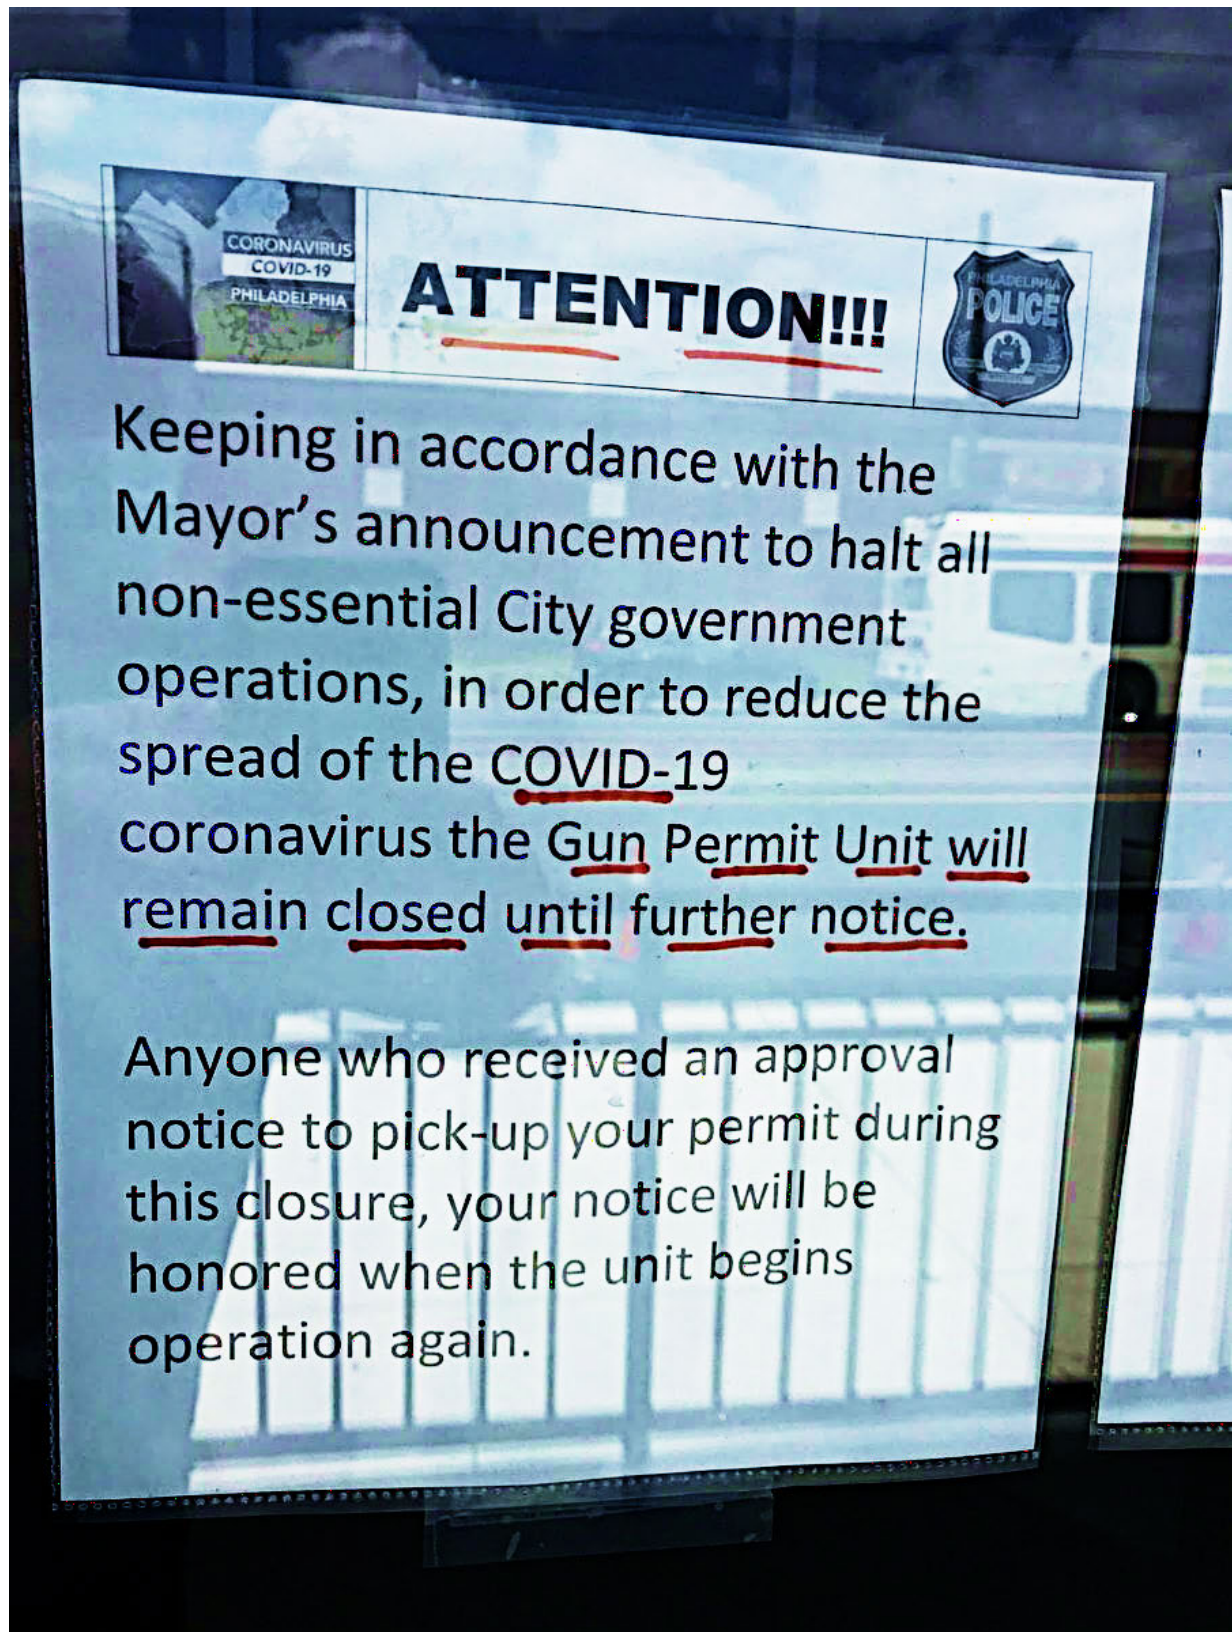 CORONAVIRUS
COVID-19
PHILADELPHIA
ATTENTION!!!
PHILADELPHIA
POLICE
Keeping in accordance with the
Mayor's announcement to halt all
non-essential City government
operations, in order to reduce the
spread of the COVID-19
coronavirus the Gun Permit Unit will
remain closed until further notice.
Anyone who received an approval
notice to pick-up your permit during
this closure, your notice will be
honored when the unit begins
operation again.